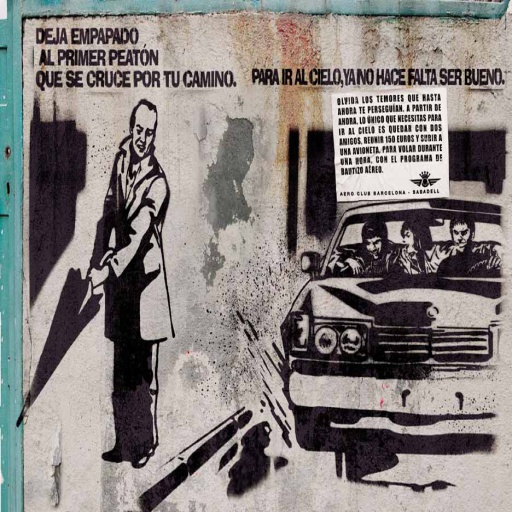 DEJA EMPAPADO
AL PRIMER PEATÓN
QUE SE CRUCE POR TU CAMINO.
PARA IR AL CIELO, YA NO HACE FALTA SER BUENO.
OLVIDA LOS TEMORES QUE HASTA
AHORA TE PERSEGUÍAN. A PARTIR DE
AHORA, LO ÚNICO QUE NECESITAS PARA
IR AL CIELO ES QUEDAR CON DOS
AMIGOS, REUNIR 150 EUROS Y SUBIR A
UNA AVIONETA, PARA VOLAR DURANTE
UNA HORA, CON EL PROGRAMA DE
BAUTIZO AÉREO.
AERO CLUB BARCELONA - SABADELL